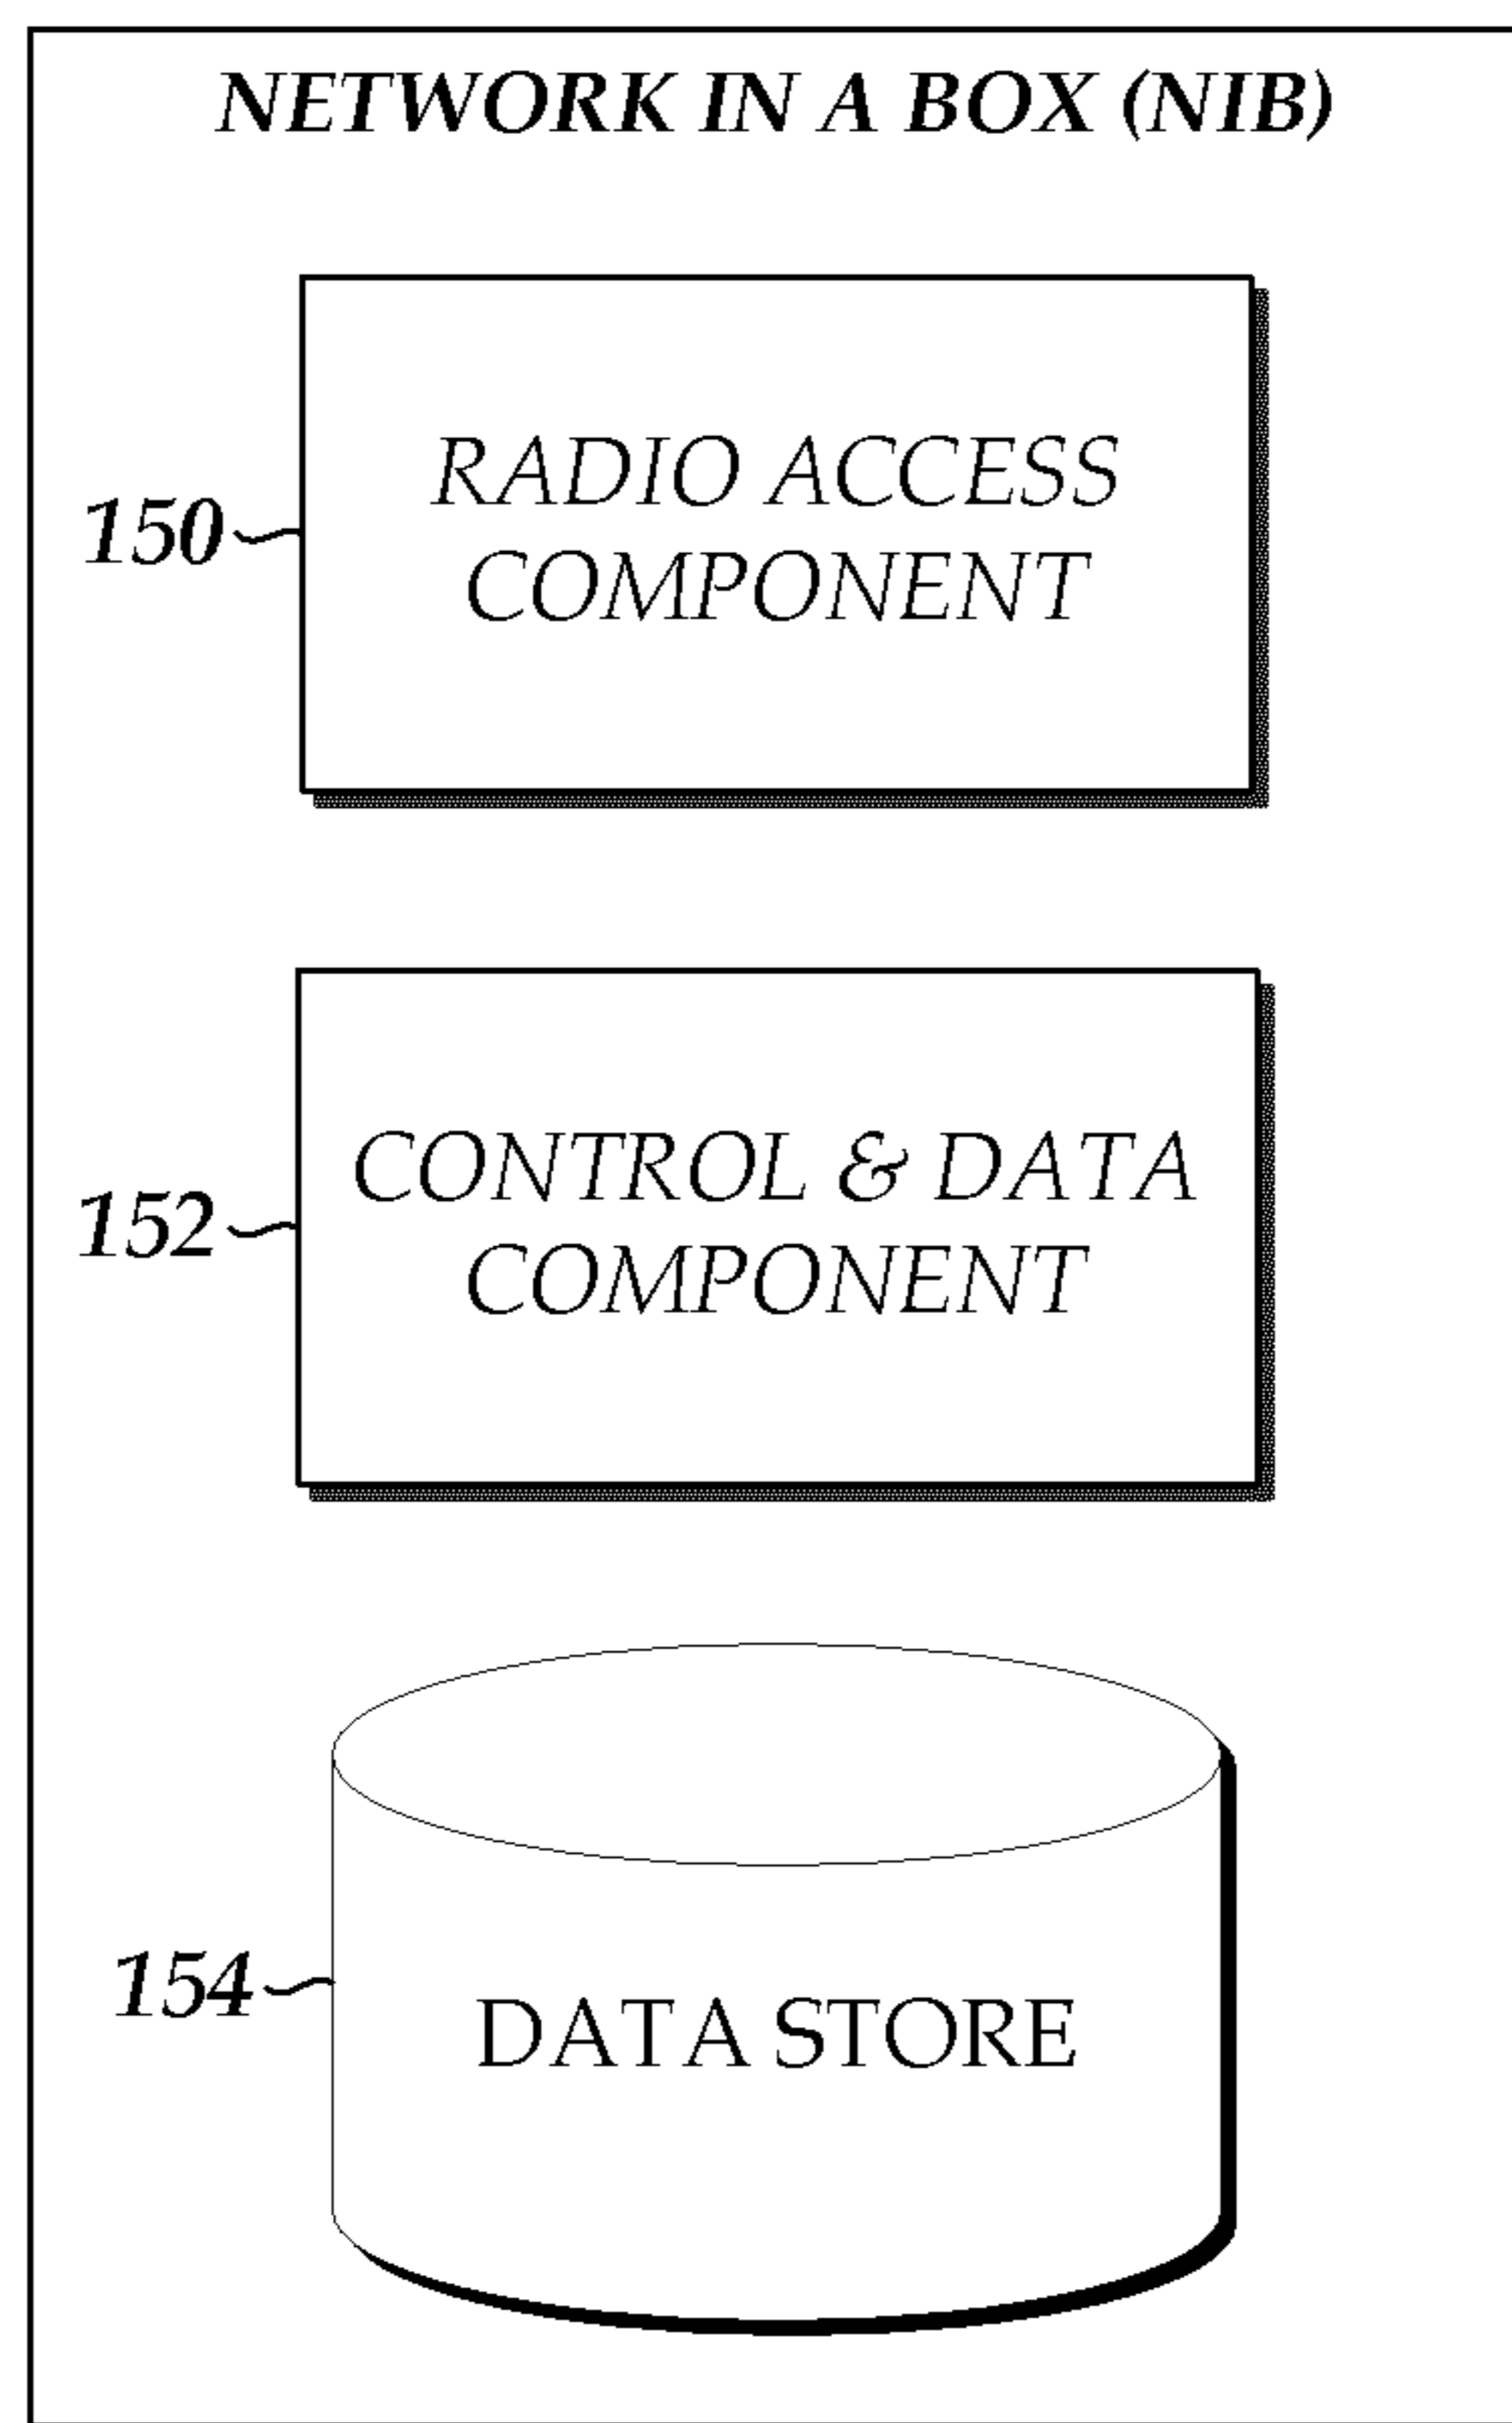 NETWORK IN A BOX (NIB)
RADIO ACCESS
COMPONENT
150
CONTROL & DATA
COMPONENT
152
154
DATA STORE